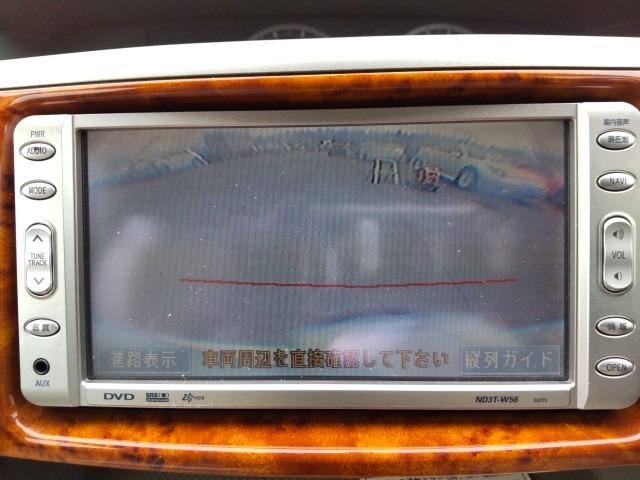 PWR
AUDIO
MODE
TUNE
TRACK
画質
AUX
案内音声
現在地
NAVI
VOL
情報
OPEN
進路表示
車両周辺を直接確認して下さい
縦列ガイド
DVD
SRS
ND3T-W56